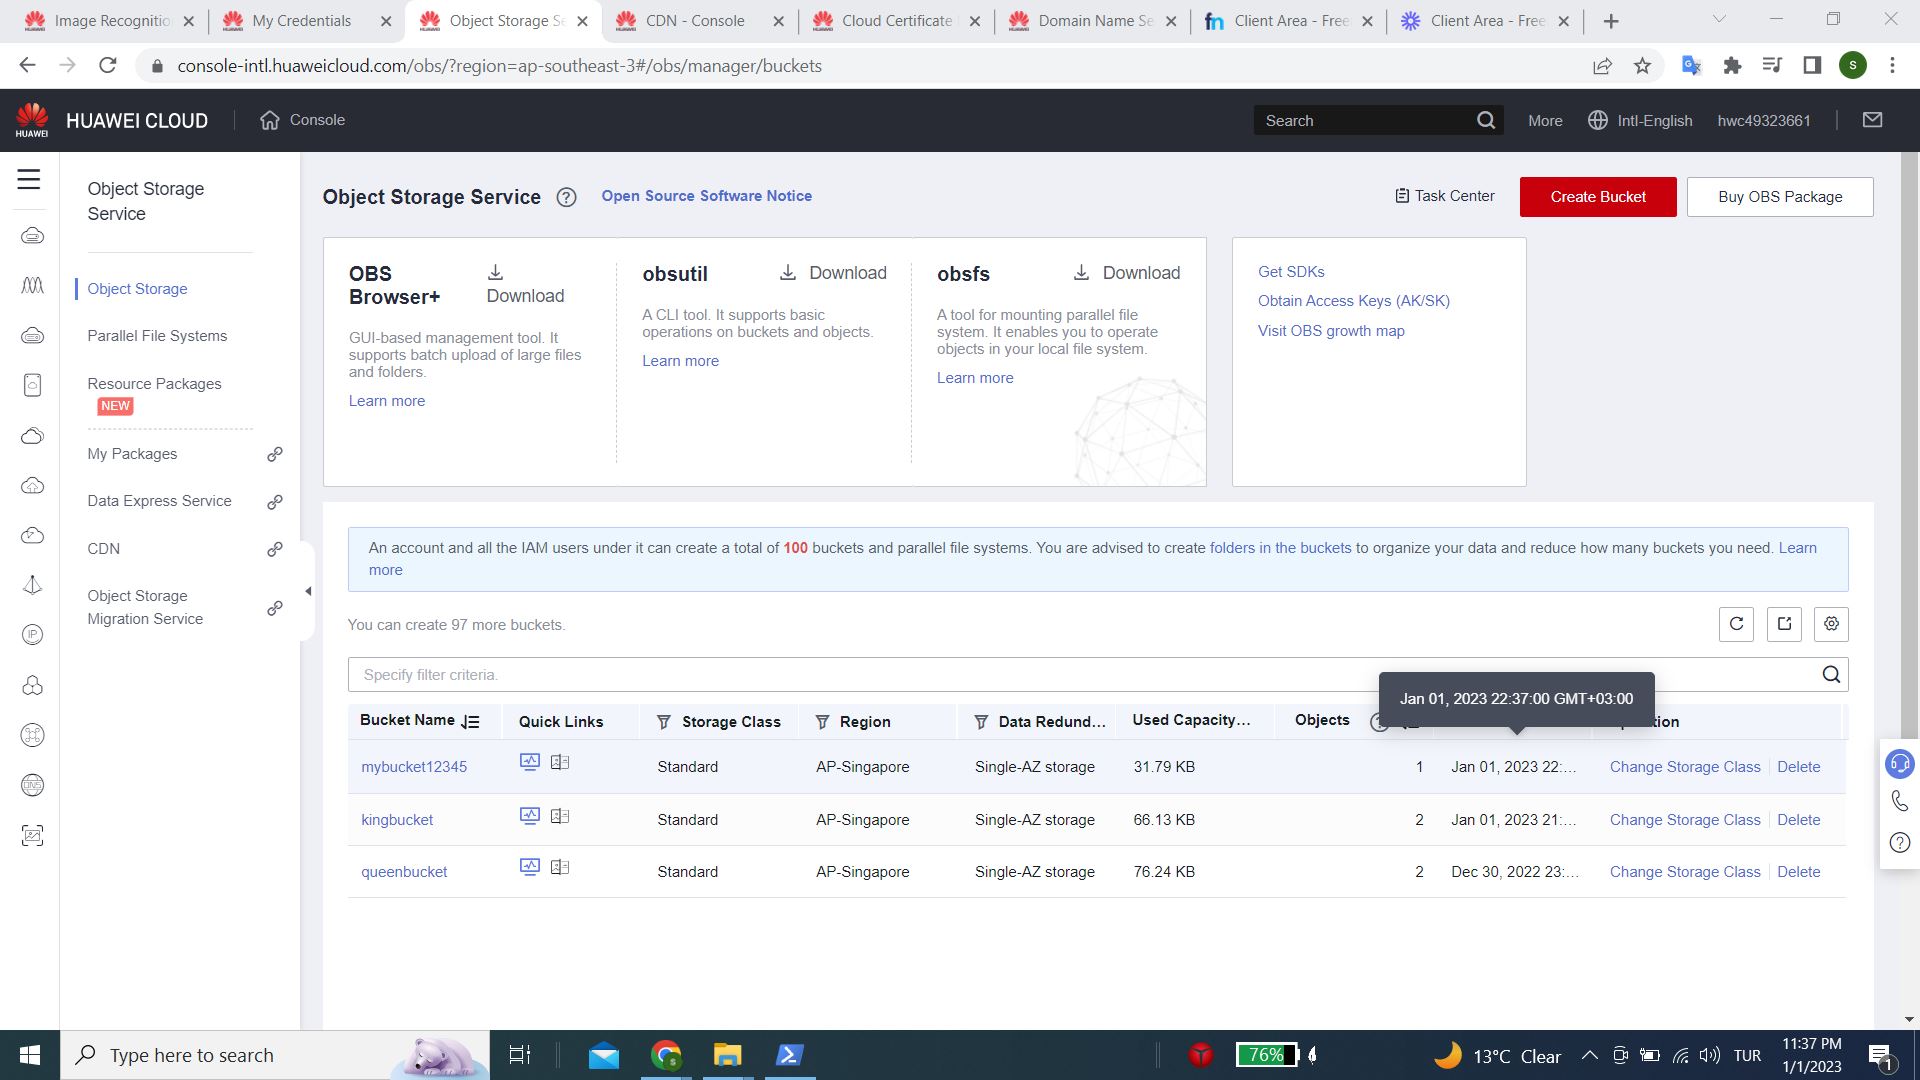 Image Recognitio
My Credentials
Object Storage Se
CDN - Console
Cloud Certificate
Domain Name Se
Client Area - Free
Client Area - Free
console-intl.huaweicloud.com/obs/?region=ap-southeast-3#/obs/manager/buckets
S
HUAWEI
HUAWEI CLOUD
Console
Search
More
Intl-English
hwc49323661
Object Storage
Service
Object Storage
Parallel File Systems
Resource Packages
NEW
My Packages
Data Express Service
CDN
Object Storage
Migration Service
IP
DNS
Object Storage Service
Open Source Software Notice
Task Center
Create Bucket
Buy OBS Package
OBS
Browser+
Download
GUI-based management tool. It
supports batch upload of large files
and folders.
Learn more
obsutil
Download
A CLI tool. It supports basic
operations on buckets and objects.
Learn more
obsfs
Download
A tool for mounting parallel file
system. It enables you to operate
objects in your local file system.
Learn more
Get SDKs
Obtain Access Keys (AK/SK)
Visit OBS growth map
An account and all the IAM users under it can create a total of 100 buckets and parallel file systems. You are advised to create folders in the buckets to organize your data and reduce how many buckets you need. Learn
more
You can create 97 more buckets.
Specify filter criteria.
Jan 01, 2023 22:37:00 GMT+03:00
Bucket Name Quick Links Storage Class Region Data Redund... Used Capacity... Objects
mybucket12345 Standard AP-Singapore Single-AZ storage 31.79 KB 1 Jan 01, 2023 22:... Change Storage Class Delete
kingbucket Standard AP-Singapore Single-AZ storage 66.13 KB 2 Jan 01, 2023 21:... Change Storage Class Delete
queenbucket Standard AP-Singapore Single-AZ storage 76.24 KB 2 Dec 30, 2022 23:... Change Storage Class Delete
Type here to search
76%
13°C Clear
TUR
11:37 PM
1/1/2023
1